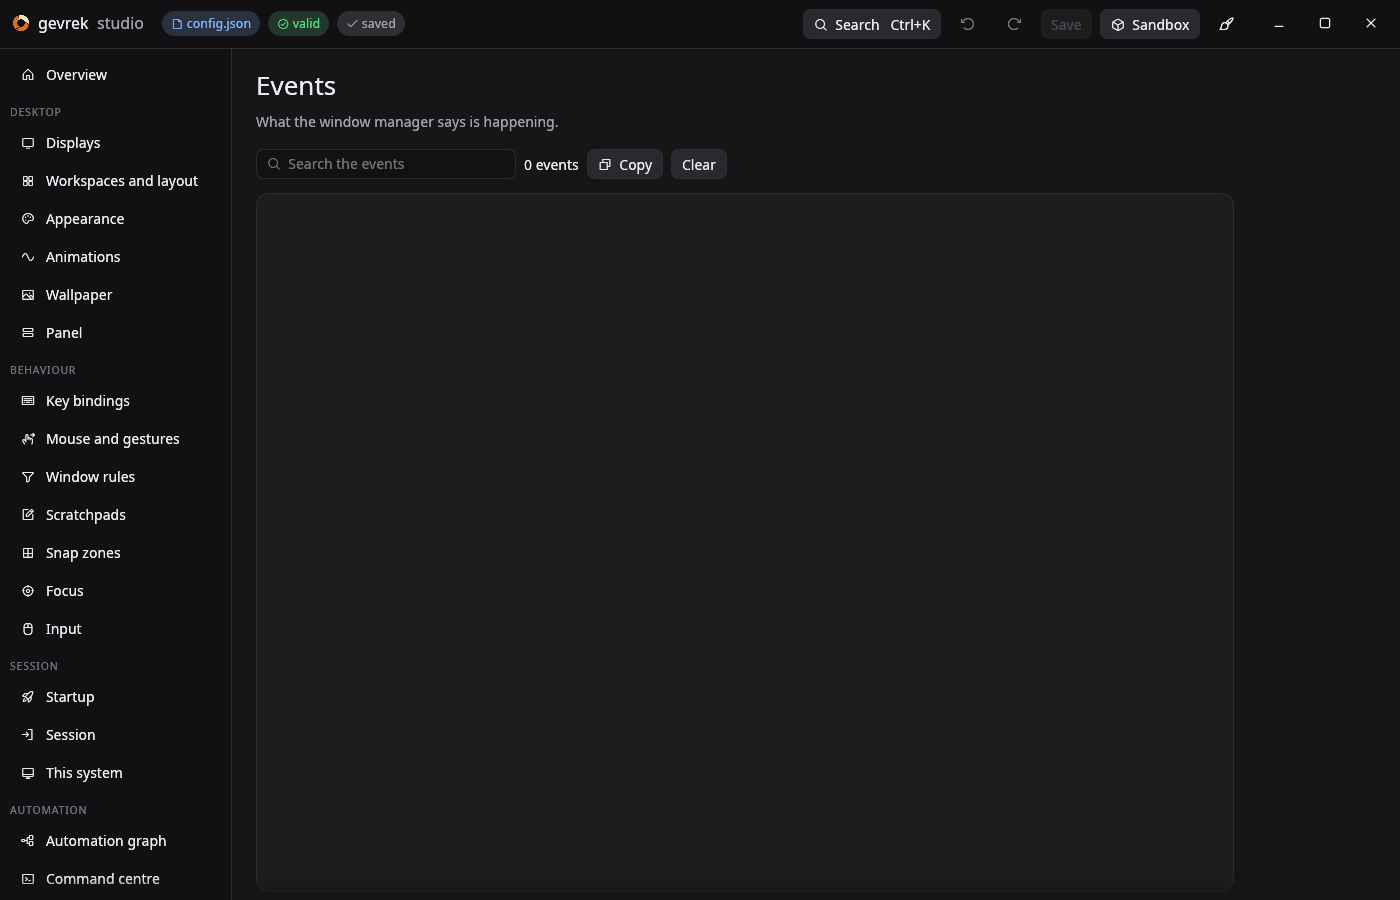 gevrek studio
config.json
valid
saved
Search Ctrl+K
Save
Sandbox
Overview
DESKTOP
Displays
Workspaces and layout
Appearance
Animations
Wallpaper
Panel
BEHAVIOUR
Key bindings
Mouse and gestures
Window rules
Scratchpads
Snap zones
Focus
Input
SESSION
Startup
Session
This system
AUTOMATION
Automation graph
Command centre
Events
What the window manager says is happening.
Search the events
0 events
Copy
Clear